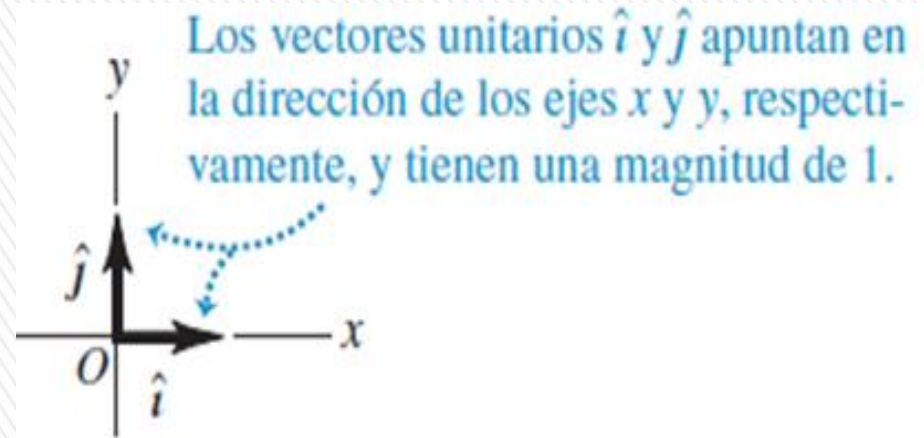 Los vectores unitarios î y ĵ apuntan en
la dirección de los ejes x y y, respecti-
vamente, y tienen una magnitud de 1.
y
ĵ
x
O
î